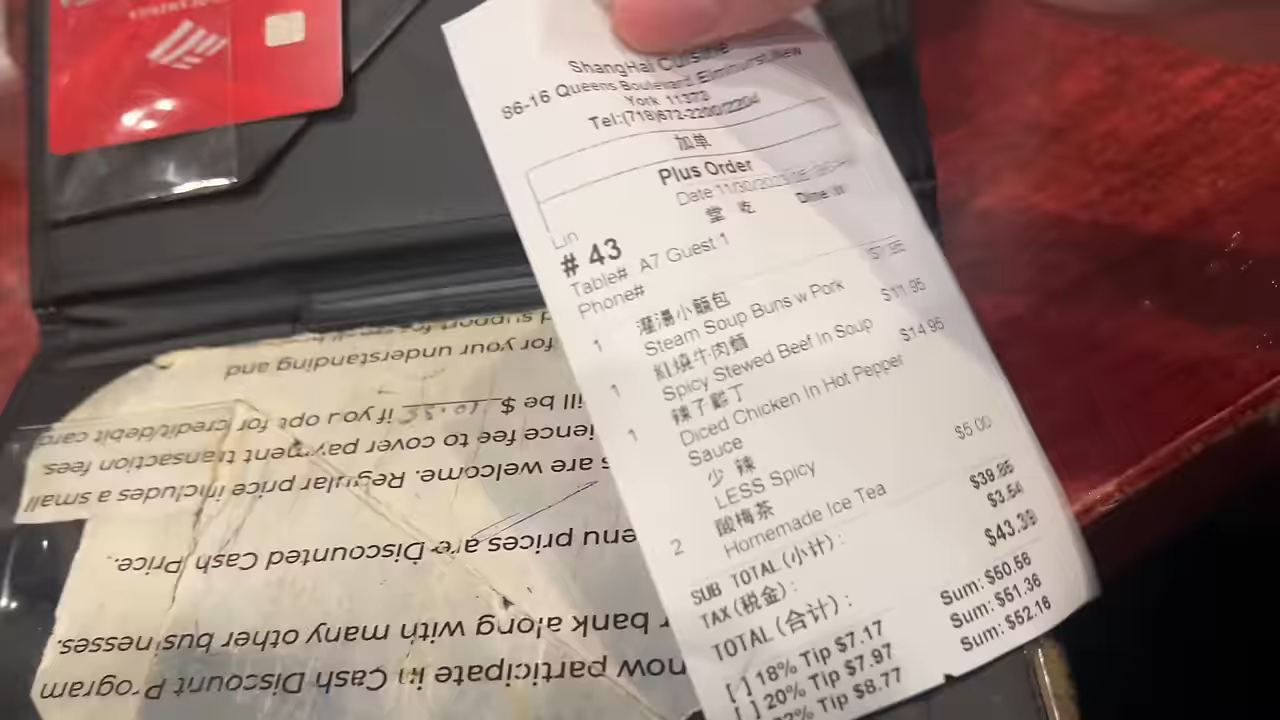 ShangHai Cuisine
86-16 Queens Boulevard Elmhurst,New
York 11373
Tel:(718)672-2200/2204
加单
Plus Order
Date 11/30/2023
堂 吃 Dine In
Lin
# 43
Table# A7 Guest 1
Phone#
灌湯小籠包
1 Steam Soup Buns w Pork $7.95
紅燒牛肉麵
1 Spicy Stewed Beef In Soup $11.95
辣子雞丁
1 Diced Chicken In Hot Pepper $14.95
Sauce
少 辣
LESS Spicy
酸梅茶
2 Homemade Ice Tea $5.00
SUB TOTAL(小计): $39.85
TAX(税金): $3.54
TOTAL(合计): $43.39
[ ] 18% Tip $7.17 Sum: $50.56
[ ] 20% Tip $7.97 Sum: $51.36
22% Tip $8.77 Sum: $52.16
now participate in Cash Discount Program
r bank along with many other businesses.
enu prices are Discounted Cash Price.
s are welcome. Regular price includes a small
ience fee to cover payment transaction fees.
ill be $ if you opt for credit/debit card
for your understanding and
d support for